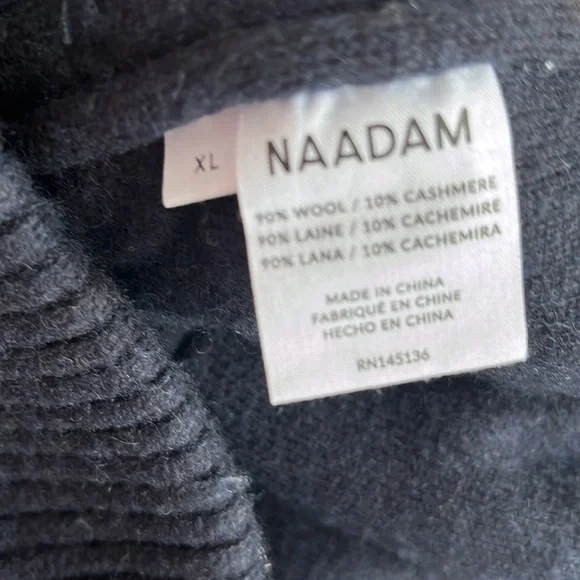 XL
NAADAM
90% WOOL / 10% CASHMERE
90% LAINE / 10% CACHEMIRE
90% LANA / 10% CACHEMIRA
MADE IN CHINA
FABRIQUÉ EN CHINE
HECHO EN CHINA
RN145136